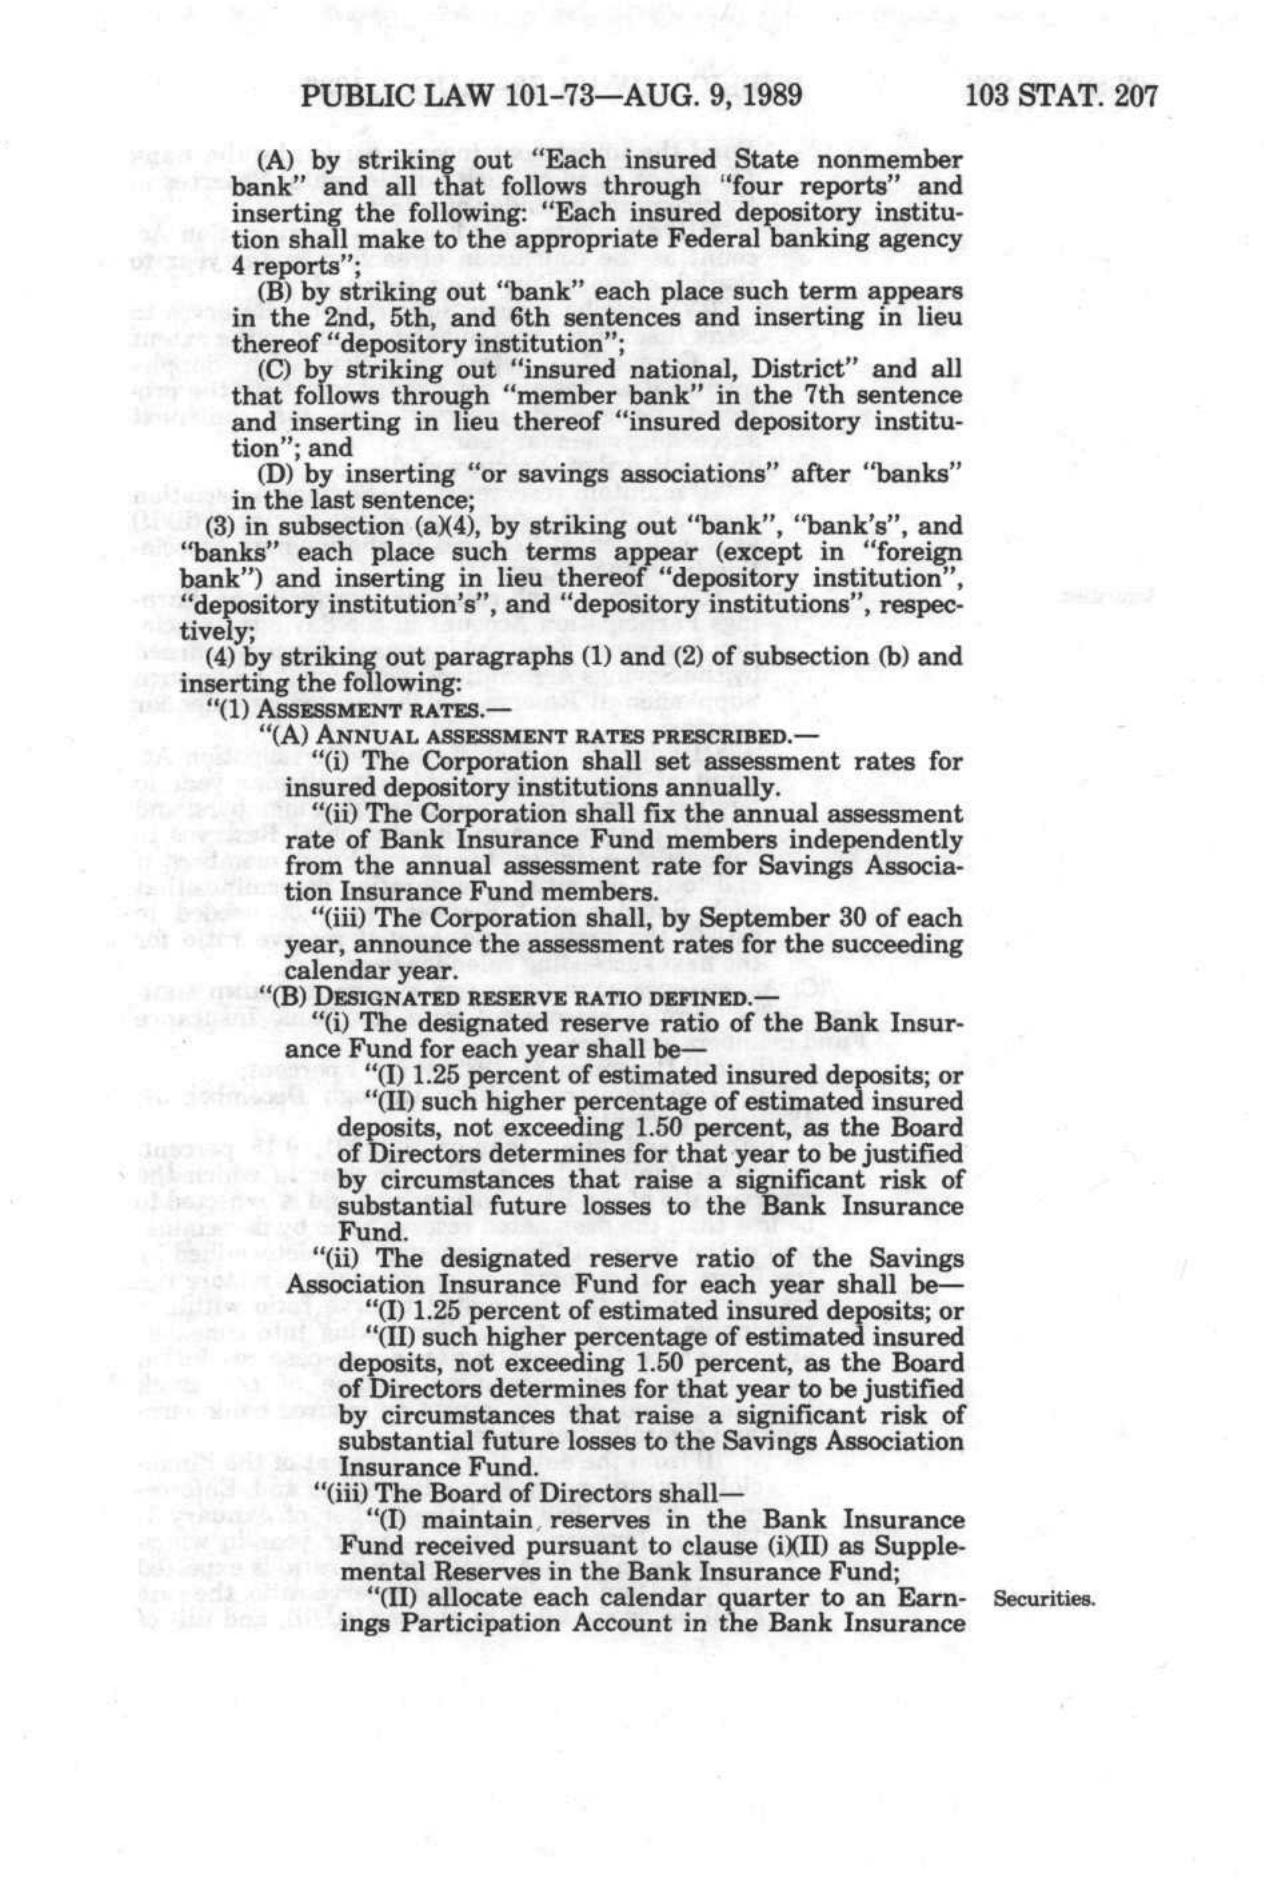 PUBLIC LAW 101-73—AUG. 9, 1989 103 STAT. 207
(A) by striking out “Each insured State nonmember
bank” and all that follows through “four reports” and
inserting the following: “Each insured depository institu-
tion shall make to the appropriate Federal banking agency
4 reports”;
(B) by striking out “bank” each place such term appears
in the 2nd, 5th, and 6th sentences and inserting in lieu
thereof “depository institution”;
(C) by striking out “insured national, District” and all
that follows through “member bank” in the 7th sentence
and inserting in lieu thereof “insured depository institu-
tion”; and
(D) by inserting “or savings associations” after “banks”
in the last sentence;
(3) in subsection (a)(4), by striking out “bank”, “bank’s”, and
“banks” each place such terms appear (except in “foreign
bank”) and inserting in lieu thereof “depository institution”,
“depository institution’s”, and “depository institutions”, respec-
tively;
(4) by striking out paragraphs (1) and (2) of subsection (b) and
inserting the following:
“(1) ASSESSMENT RATES.—
“(A) ANNUAL ASSESSMENT RATES PRESCRIBED.—
“(i) The Corporation shall set assessment rates for
insured depository institutions annually.
“(ii) The Corporation shall fix the annual assessment
rate of Bank Insurance Fund members independently
from the annual assessment rate for Savings Associa-
tion Insurance Fund members.
“(iii) The Corporation shall, by September 30 of each
year, announce the assessment rates for the succeeding
calendar year.
“(B) DESIGNATED RESERVE RATIO DEFINED.—
“(i) The designated reserve ratio of the Bank Insur-
ance Fund for each year shall be—
“(I) 1.25 percent of estimated insured deposits; or
“(II) such higher percentage of estimated insured
deposits, not exceeding 1.50 percent, as the Board
of Directors determines for that year to be justified
by circumstances that raise a significant risk of
substantial future losses to the Bank Insurance
Fund.
“(ii) The designated reserve ratio of the Savings
Association Insurance Fund for each year shall be—
“(I) 1.25 percent of estimated insured deposits; or
“(II) such higher percentage of estimated insured
deposits, not exceeding 1.50 percent, as the Board
of Directors determines for that year to be justified
by circumstances that raise a significant risk of
substantial future losses to the Savings Association
Insurance Fund.
“(iii) The Board of Directors shall—
“(I) maintain reserves in the Bank Insurance
Fund received pursuant to clause (i)(II) as Supple-
mental Reserves in the Bank Insurance Fund;
“(II) allocate each calendar quarter to an Earn- Securities.
ings Participation Account in the Bank Insurance